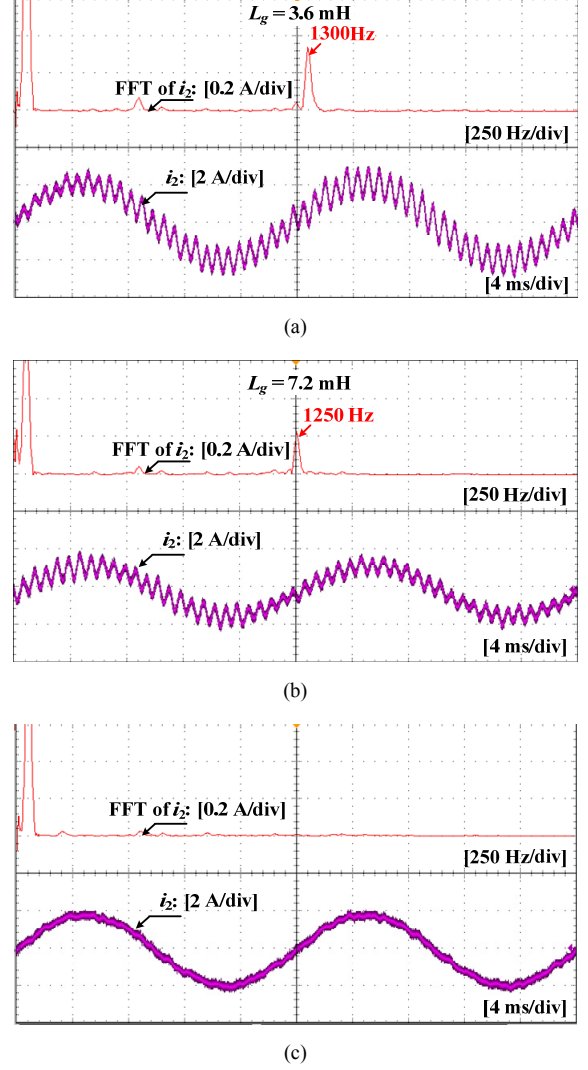 L_g = 3.6 mH
1300Hz
FFT of i₂: [0.2 A/div]
[250 Hz/div]
i₂: [2 A/div]
[4 ms/div]
(a)
L_g = 7.2 mH
1250 Hz
FFT of i₂: [0.2 A/div]
[250 Hz/div]
i₂: [2 A/div]
[4 ms/div]
(b)
FFT of i₂: [0.2 A/div]
[250 Hz/div]
i₂: [2 A/div]
[4 ms/div]
(c)